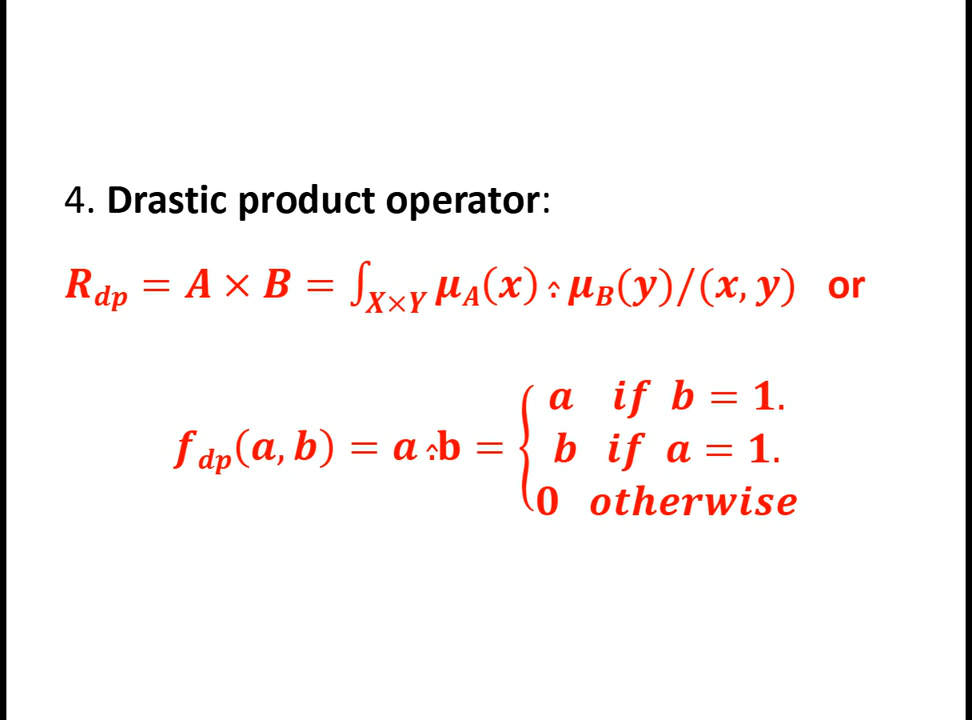 4. Drastic product operator:
R_dp = A × B = ∫_X×Y μ_A(x) ·̂ μ_B(y)/(x, y) or
f_dp(a, b) = a ·̂ b = { a if b = 1.
b if a = 1.
0 otherwise